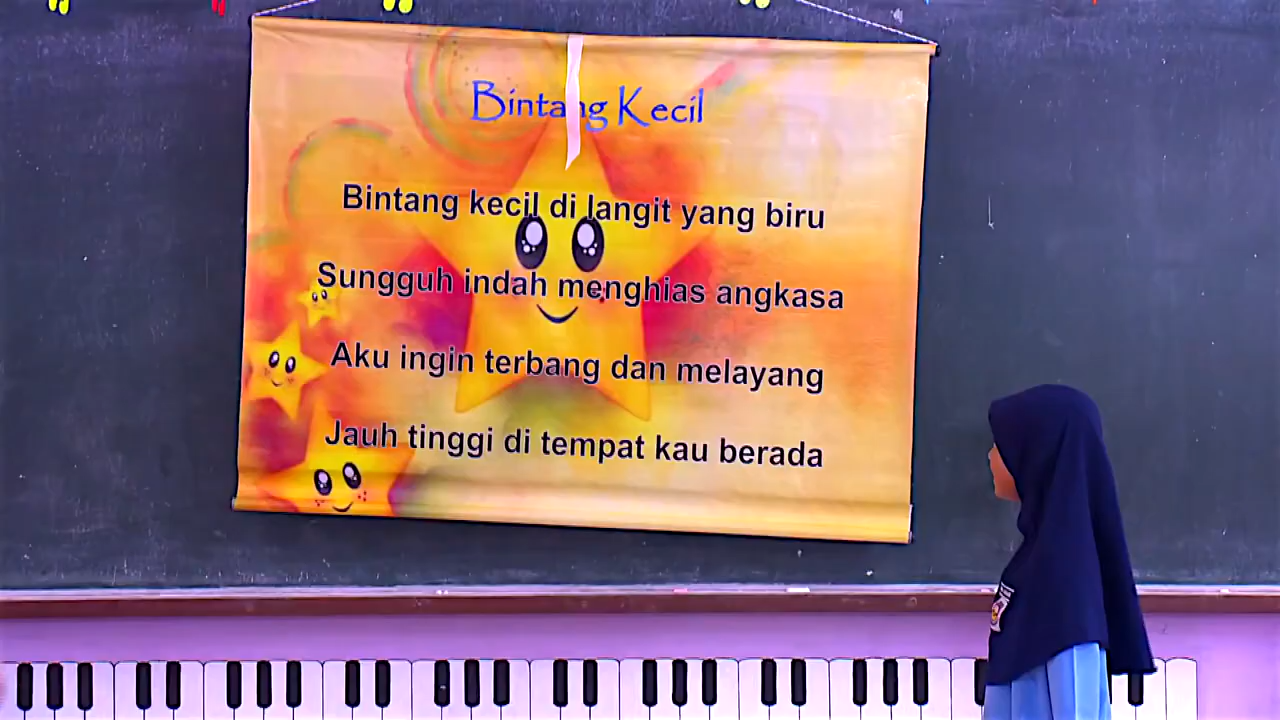 Bintang Kecil
Bintang kecil di langit yang biru
Sungguh indah menghias angkasa
Aku ingin terbang dan melayang
Jauh tinggi di tempat kau berada